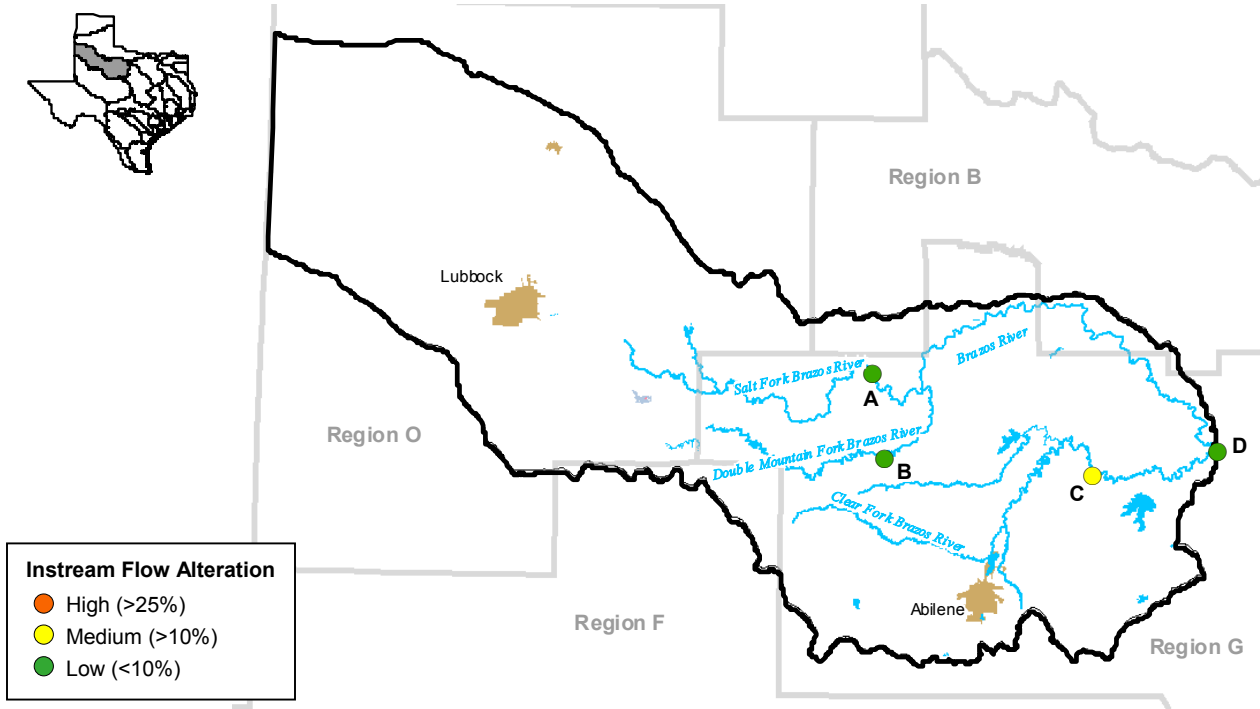 Region B
Lubbock
Brazos River
Salt Fork Brazos River
A
Region O
Double Mountain Fork Brazos River
B
D
C
Clear Fork Brazos River
Abilene
Region F
Region G
Instream Flow Alteration
High (>25%)
Medium (>10%)
Low (<10%)